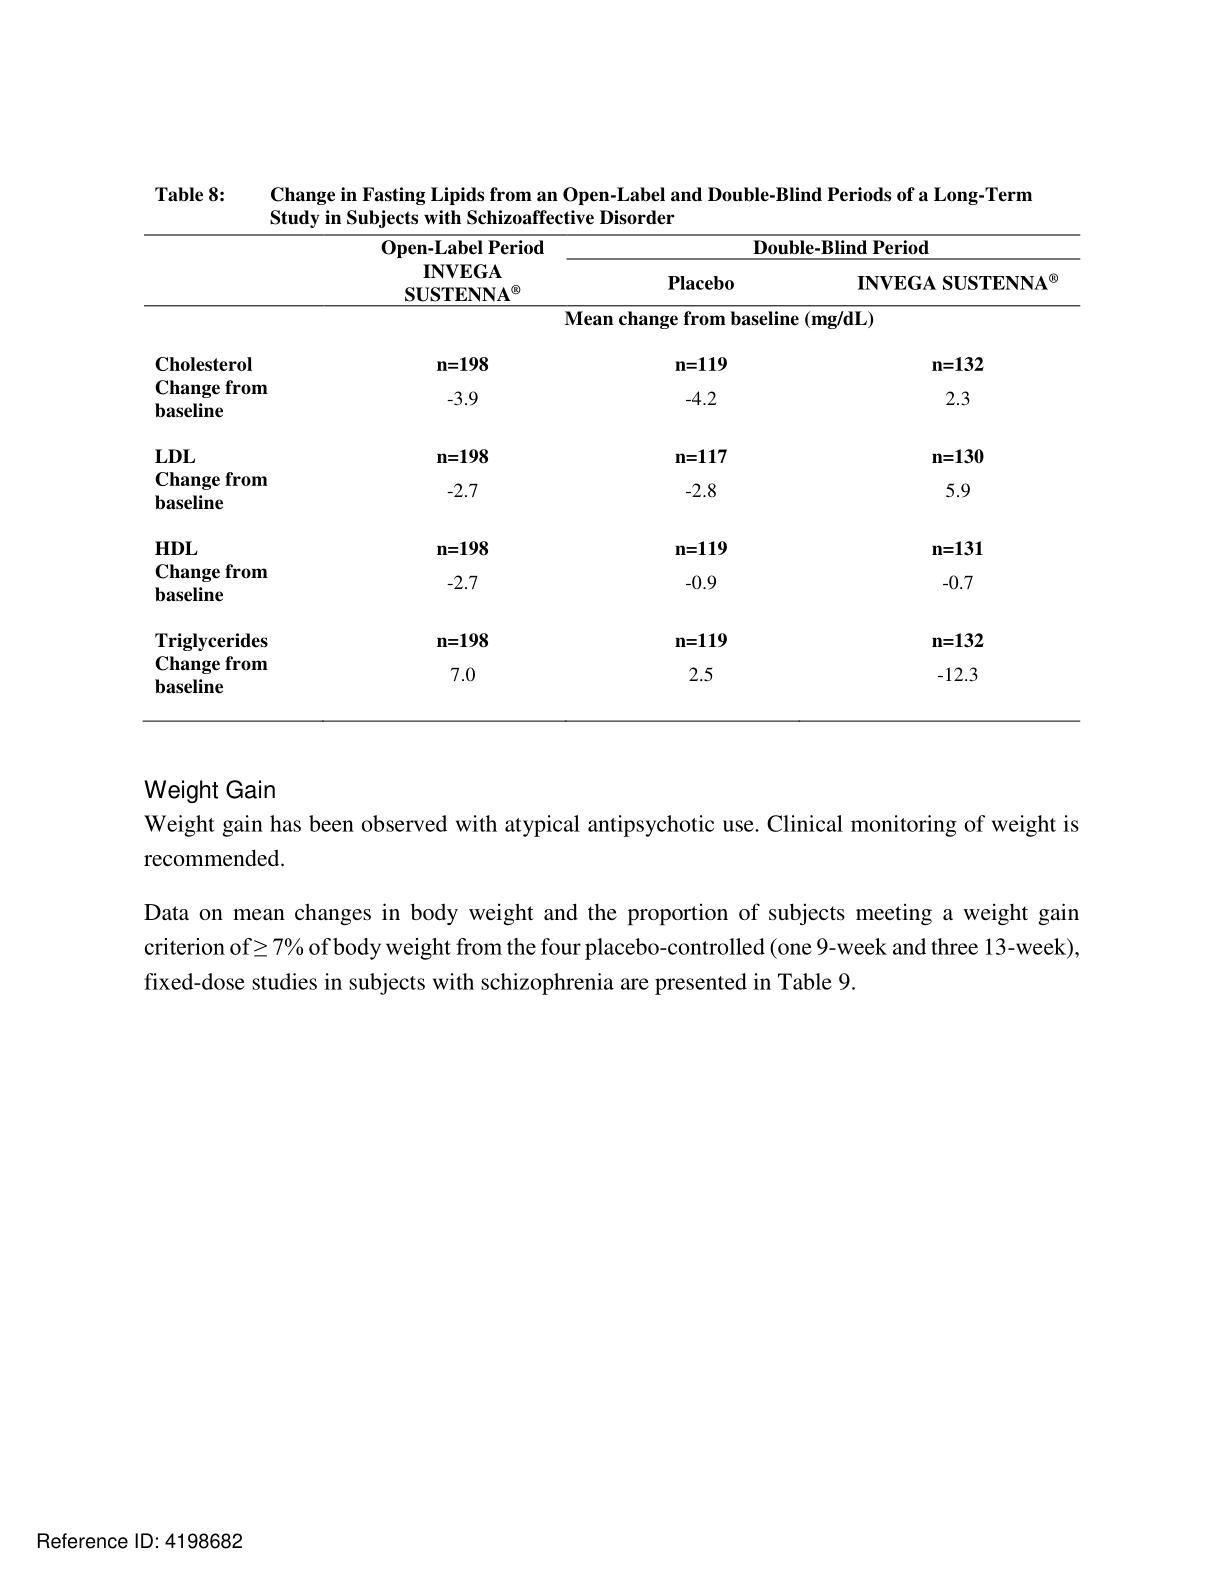 Table 8: Change in Fasting Lipids from an Open-Label and Double-Blind Periods of a Long-Term
Study in Subjects with Schizoaffective Disorder
Open-Label Period Double-Blind Period
INVEGA
SUSTENNA® Placebo INVEGA SUSTENNA®
Mean change from baseline (mg/dL)
Cholesterol n=198 n=119 n=132
Change from
baseline -3.9 -4.2 2.3
LDL n=198 n=117 n=130
Change from
baseline -2.7 -2.8 5.9
HDL n=198 n=119 n=131
Change from
baseline -2.7 -0.9 -0.7
Triglycerides n=198 n=119 n=132
Change from
baseline 7.0 2.5 -12.3
Weight Gain
Weight gain has been observed with atypical antipsychotic use. Clinical monitoring of weight is
recommended.
Data on mean changes in body weight and the proportion of subjects meeting a weight gain
criterion of ≥ 7% of body weight from the four placebo-controlled (one 9-week and three 13-week),
fixed-dose studies in subjects with schizophrenia are presented in Table 9.
Reference ID: 4198682